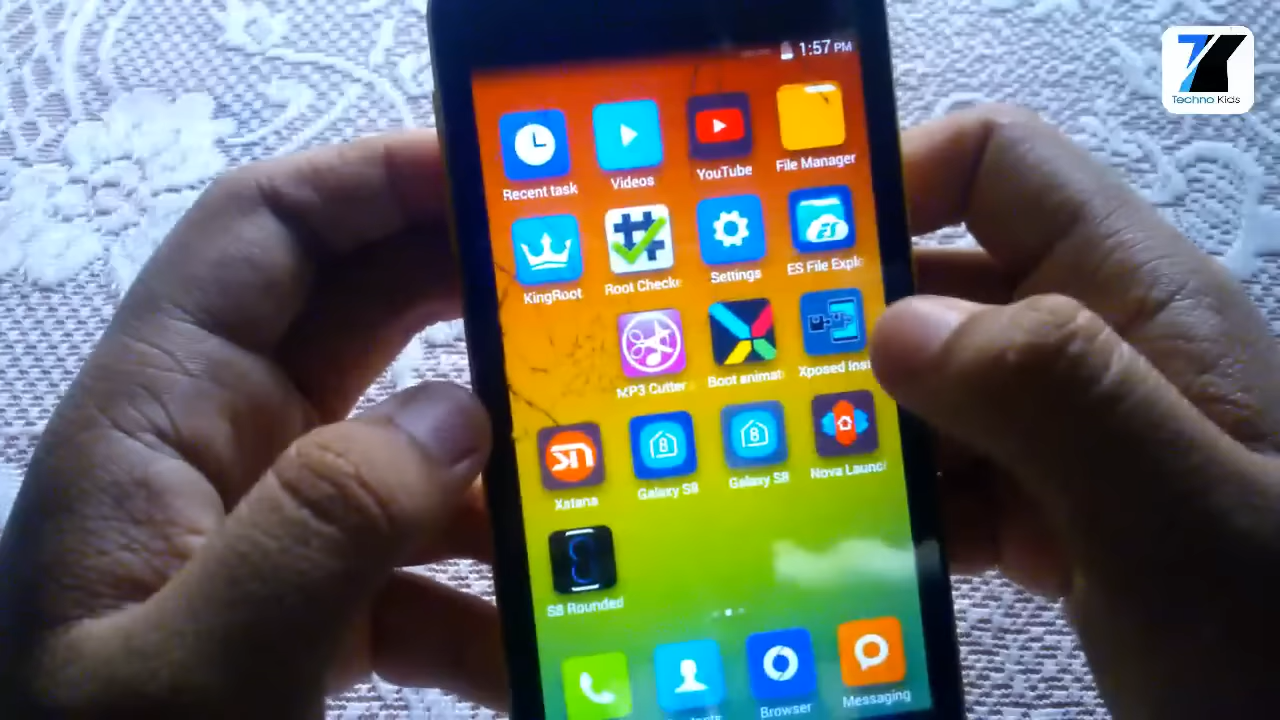 1:57 PM
Techno Kids
Recent task
Videos
YouTube
File Manager
KingRoot
Root Checke
Settings
ES File Explo
MP3 Cutter
Boot animat
Xposed Inst
Galaxy S8
Galaxy S8
Nova Launc
S8 Rounded
Browser
Messaging